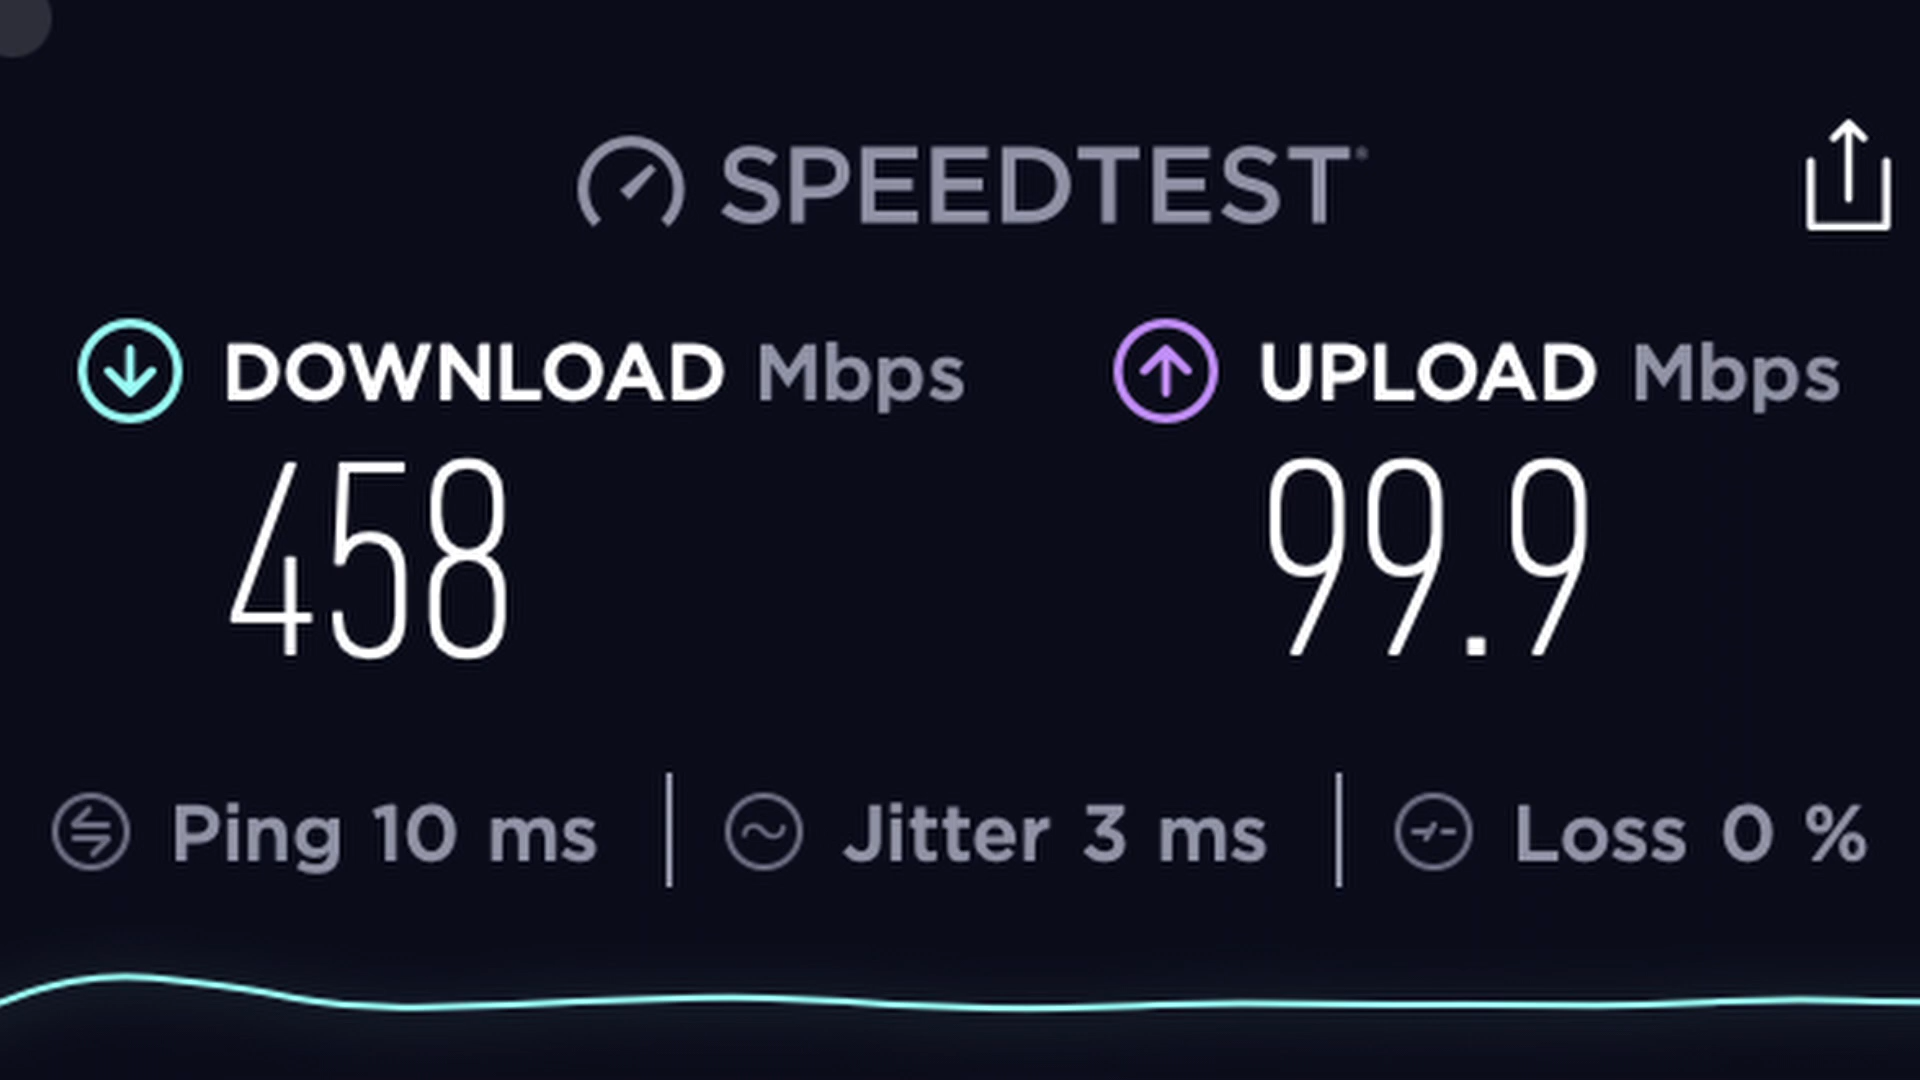 SPEEDTEST
DOWNLOAD Mbps
458
UPLOAD Mbps
99.9
Ping 10 ms
Jitter 3 ms
Loss 0 %